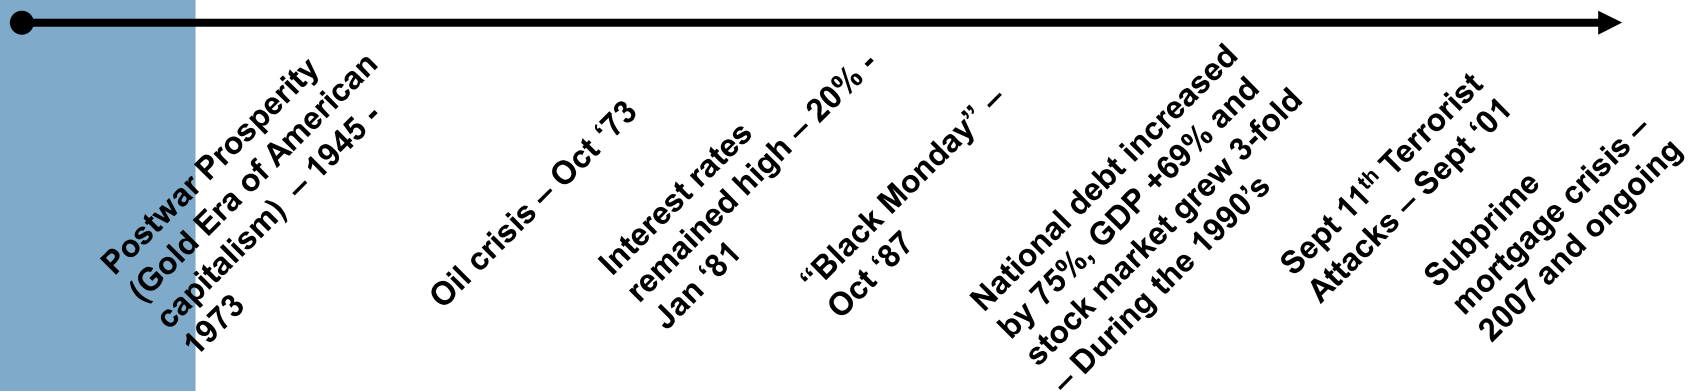 Postwar Prosperity
(Gold Era of American
capitalism) – 1945 -
1973
Oil crisis – Oct ‘73
Interest rates
remained high – 20% -
Jan ‘81
“Black Monday” –
Oct ‘87
National debt increased
by 75%, GDP +69% and
stock market grew 3-fold
– During the 1990’s
Sept 11th Terrorist
Attacks – Sept ‘01
Subprime
mortgage crisis –
2007 and ongoing